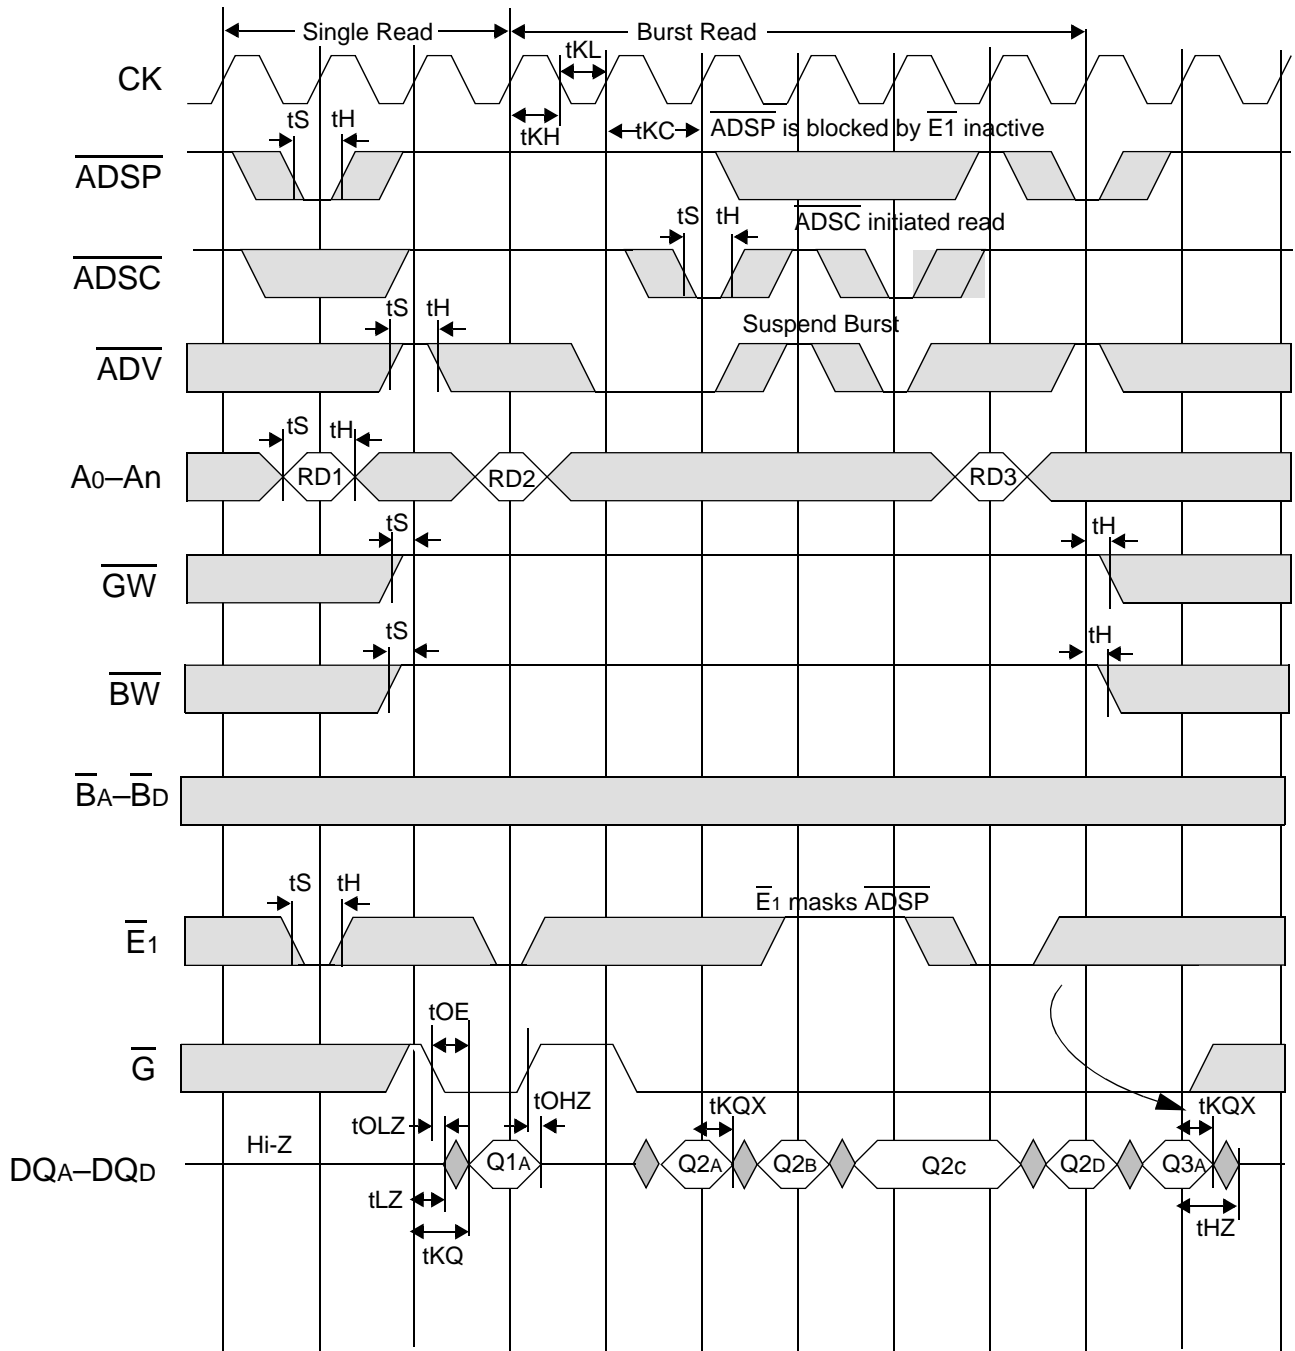 Single Read
Burst Read
CK
tKL
tKH
tKC
ADSP is blocked by E1 inactive
tS tH
ADSP
tS tH
ADSC initiated read
ADSC
tS tH
Suspend Burst
ADV
tS tH
A0–An
RD1
RD2
RD3
tS
tH
GW
tS
tH
BW
BA–BD
tS tH
E1 masks ADSP
E1
tOE
G
tOHZ
tKQX
tKQX
tOLZ
Hi-Z
DQA–DQD
Q1A
Q2A
Q2B
Q2c
Q2D
Q3A
tLZ
tHZ
tKQ